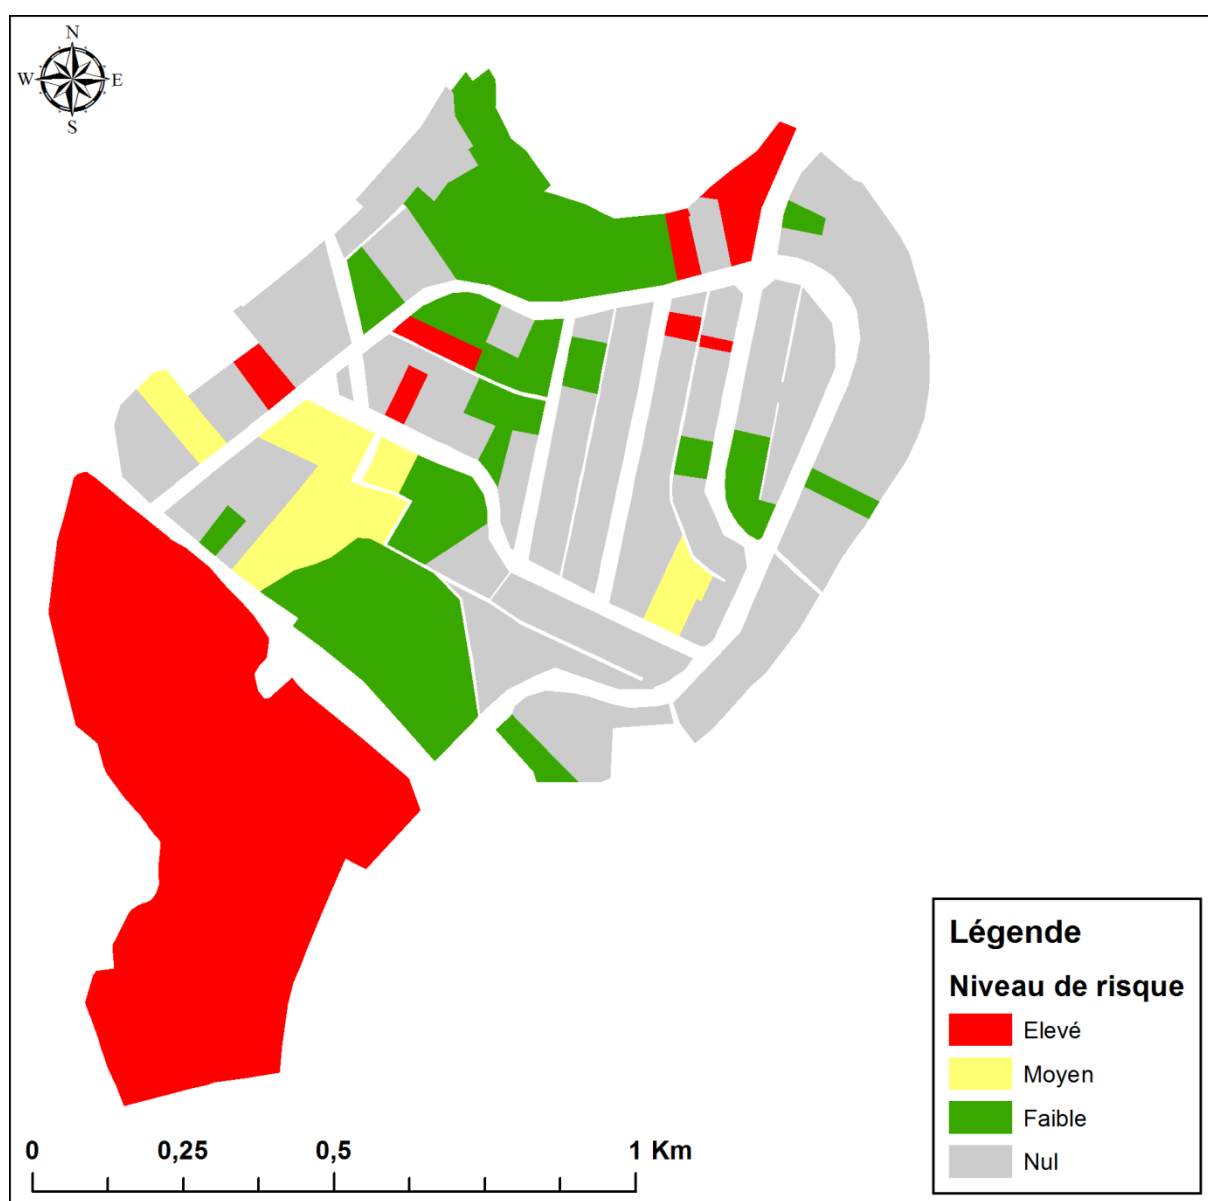 N
W E
S
Légende
Niveau de risque
Elevé
Moyen
Faible
Nul
0 0,25 0,5 1 Km